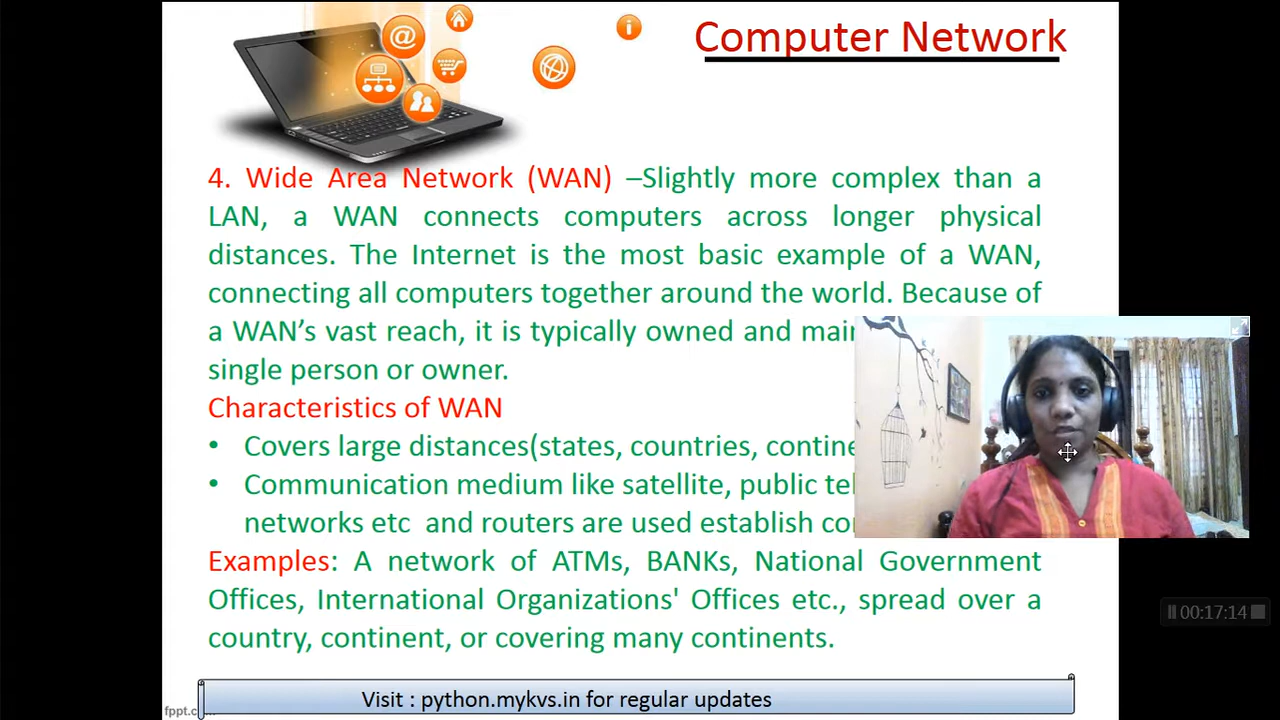 Computer Network
4. Wide Area Network (WAN) –Slightly more complex than a
LAN, a WAN connects computers across longer physical
distances. The Internet is the most basic example of a WAN,
connecting all computers together around the world. Because of
a WAN’s vast reach, it is typically owned and
single person or owner.
Characteristics of WAN
• Covers large distances(states, countries,
• Communication medium like satellite, public
networks etc and routers are used establish
Examples: A network of ATMs, BANKs, National Government
Offices, International Organizations' Offices etc., spread over a
country, continent, or covering many continents.
00:17:14
Visit : python.mykvs.in for regular updates